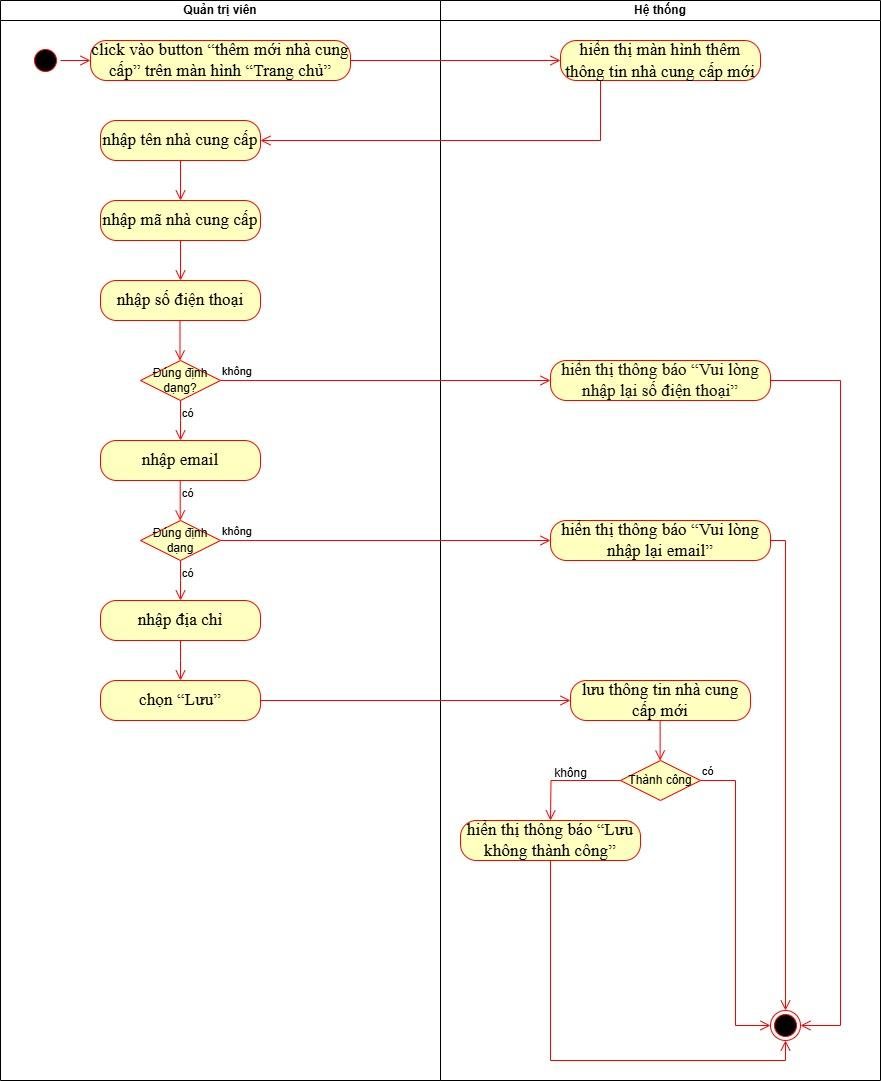 Quản trị viên
Hệ thống
click vào button “thêm mới nhà cung
cấp” trên màn hình “Trang chủ”
hiển thị màn hình thêm
thông tin nhà cung cấp mới
nhập tên nhà cung cấp
nhập mã nhà cung cấp
nhập số điện thoại
Đúng định
dạng?
không
hiển thị thông báo “Vui lòng
nhập lại số điện thoại”
có
nhập email
có
Đúng định
dạng
không
hiển thị thông báo “Vui lòng
nhập lại email”
có
nhập địa chỉ
chọn “Lưu”
lưu thông tin nhà cung
cấp mới
không
Thành công
có
hiển thị thông báo “Lưu
không thành công”